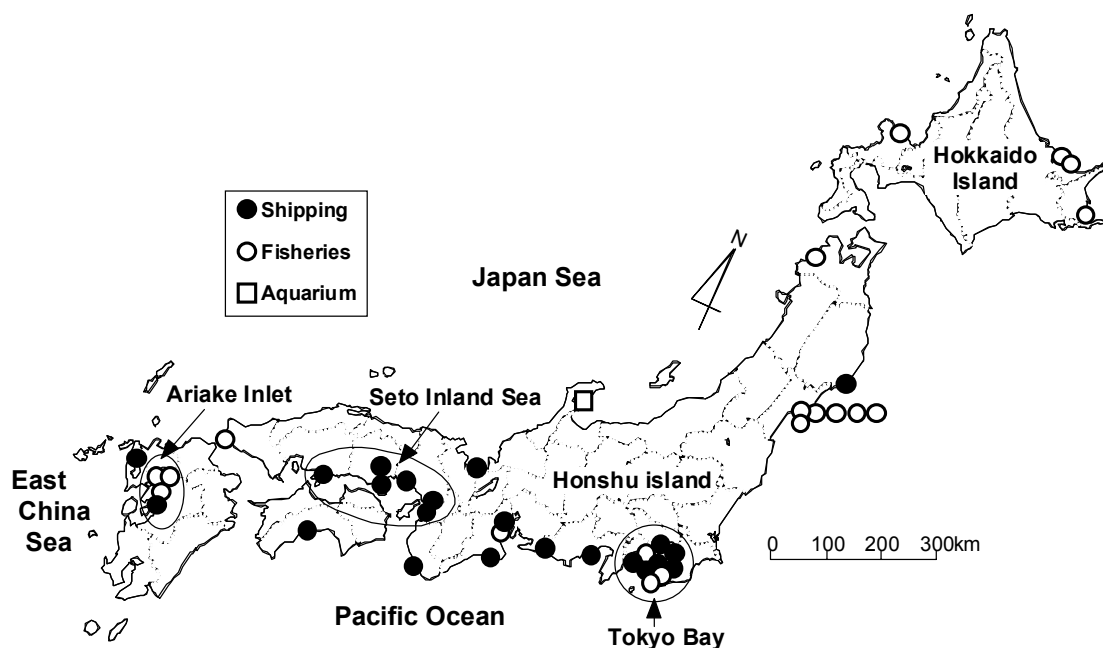 Hokkaido
Island
Shipping
Fisheries
Aquarium
N
Japan Sea
Ariake Inlet
Seto Inland Sea
East
China
Sea
Honshu island
0 100 200 300km
Pacific Ocean
Tokyo Bay